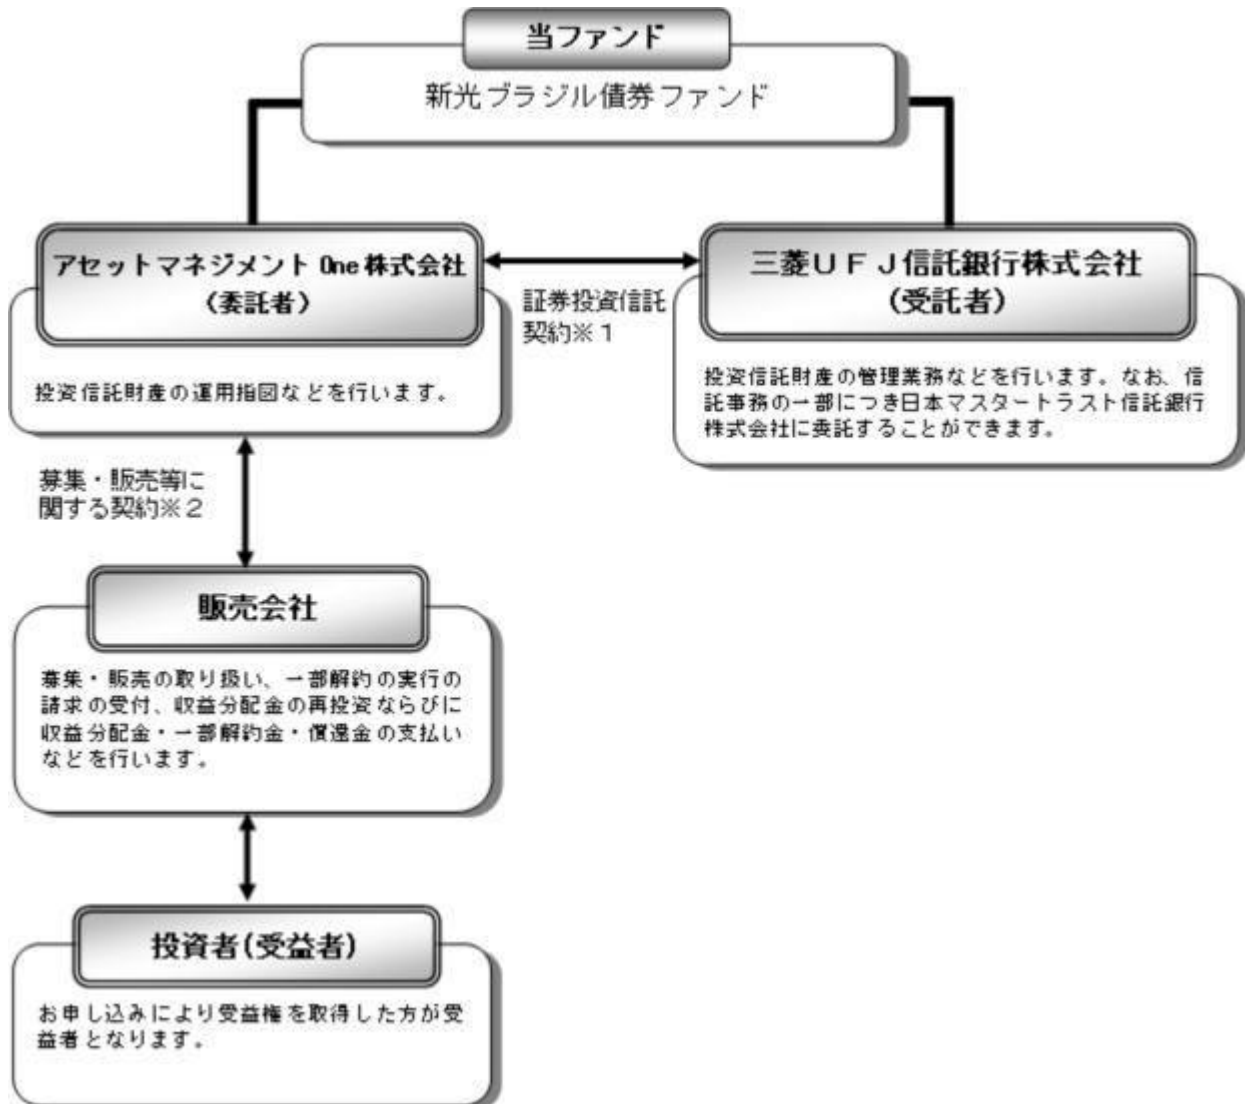 当ファンド
新光ブラジル債券ファンド
アセットマネジメント One 株式会社
(委託者)
投資信託財産の運用指図などを行います。
証券投資信託
契約※１
三菱ＵＦＪ信託銀行株式会社
(受託者)
投資信託財産の管理業務などを行います。なお、信
託事務の一部につき日本マスタートラスト信託銀行
株式会社に委託することができます。
募集・販売等に
関する契約※２
販売会社
募集・販売の取り扱い、一部解約の実行の
請求の受付、収益分配金の再投資ならびに
収益分配金・一部解約金・償還金の支払い
などを行います。
投資者(受益者)
お申し込みにより受益権を取得した方が受
益者となります。